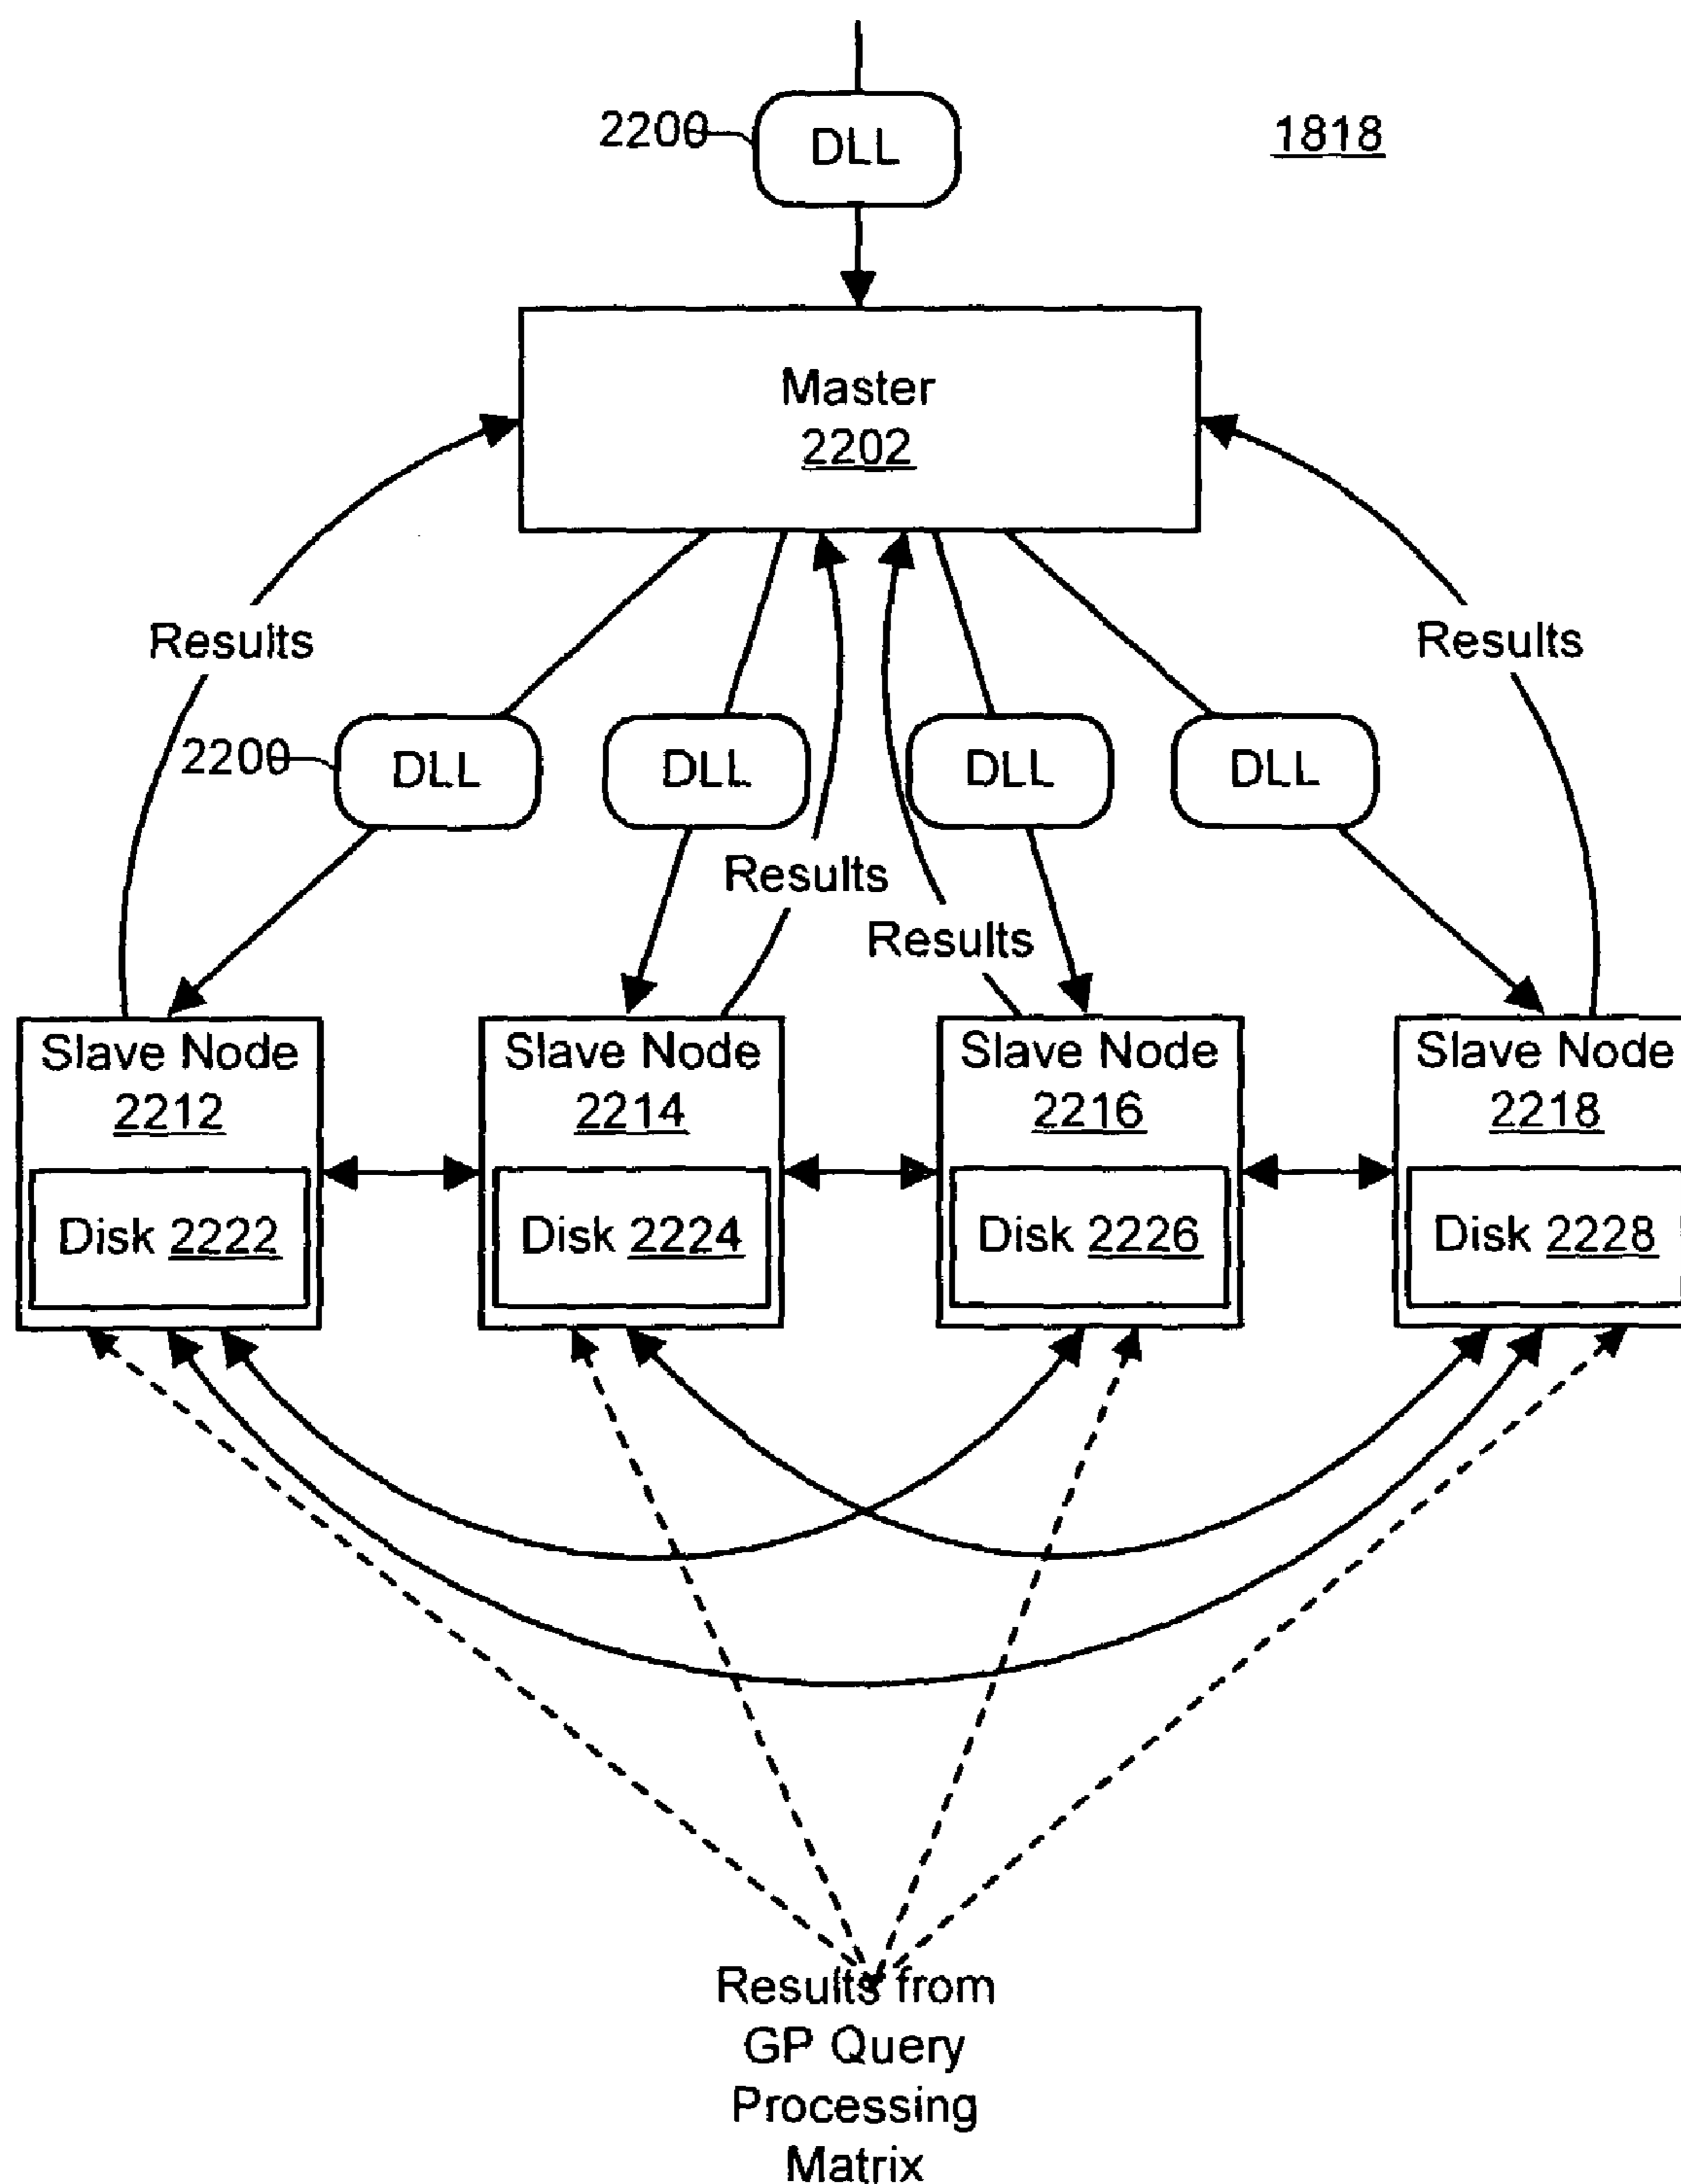 2200
DLL
1818
Master
2202
Results
Results
2200
DLL
DLL
DLL
DLL
Results
Results
Slave Node
2212
Slave Node
2214
Slave Node
2216
Slave Node
2218
Disk 2222
Disk 2224
Disk 2226
Disk 2228
Results from
GP Query
Processing
Matrix